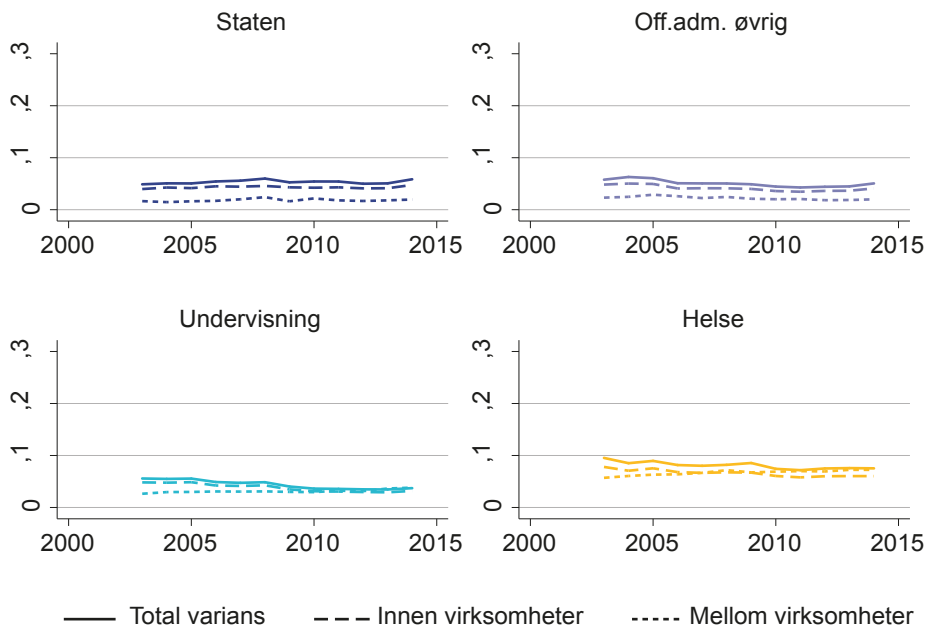 Staten
,3
,2
,1
0
2000 2005 2010 2015
Off.adm. øvrig
,3
,2
,1
0
2000 2005 2010 2015
Undervisning
,3
,2
,1
0
2000 2005 2010 2015
Helse
,3
,2
,1
0
2000 2005 2010 2015
Total varians Innen virksomheter Mellom virksomheter